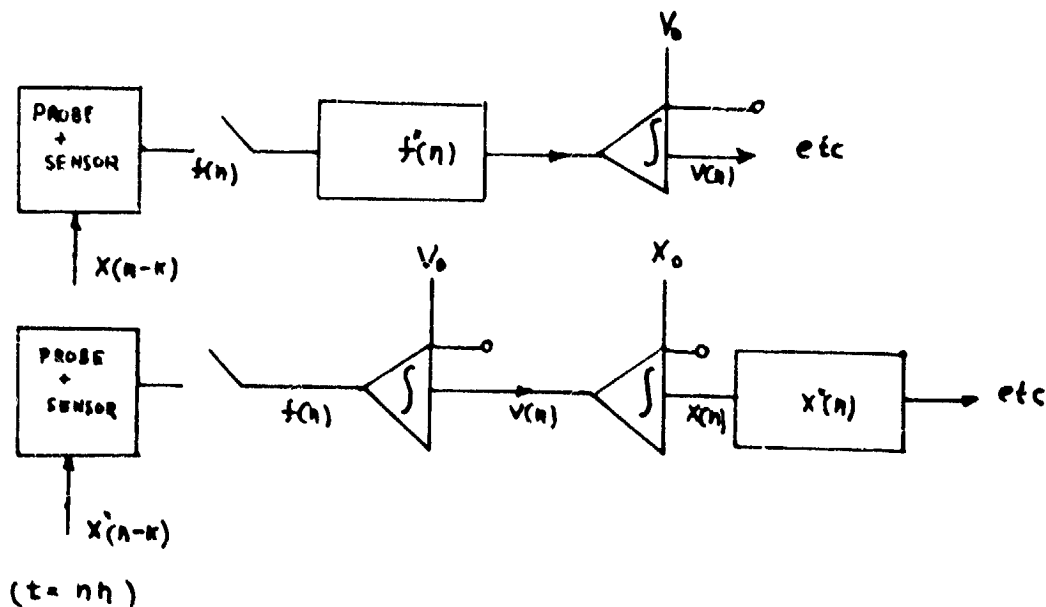 V₀
PROBE
+
SENSOR
f(n)
f*(n)
∫
V(n)
etc
X(n-K)
V₀
X₀
PROBE
+
SENSOR
f(n)
∫
V(n)
∫
X(n)
X*(n)
etc
X*(n-K)
(t = nh)